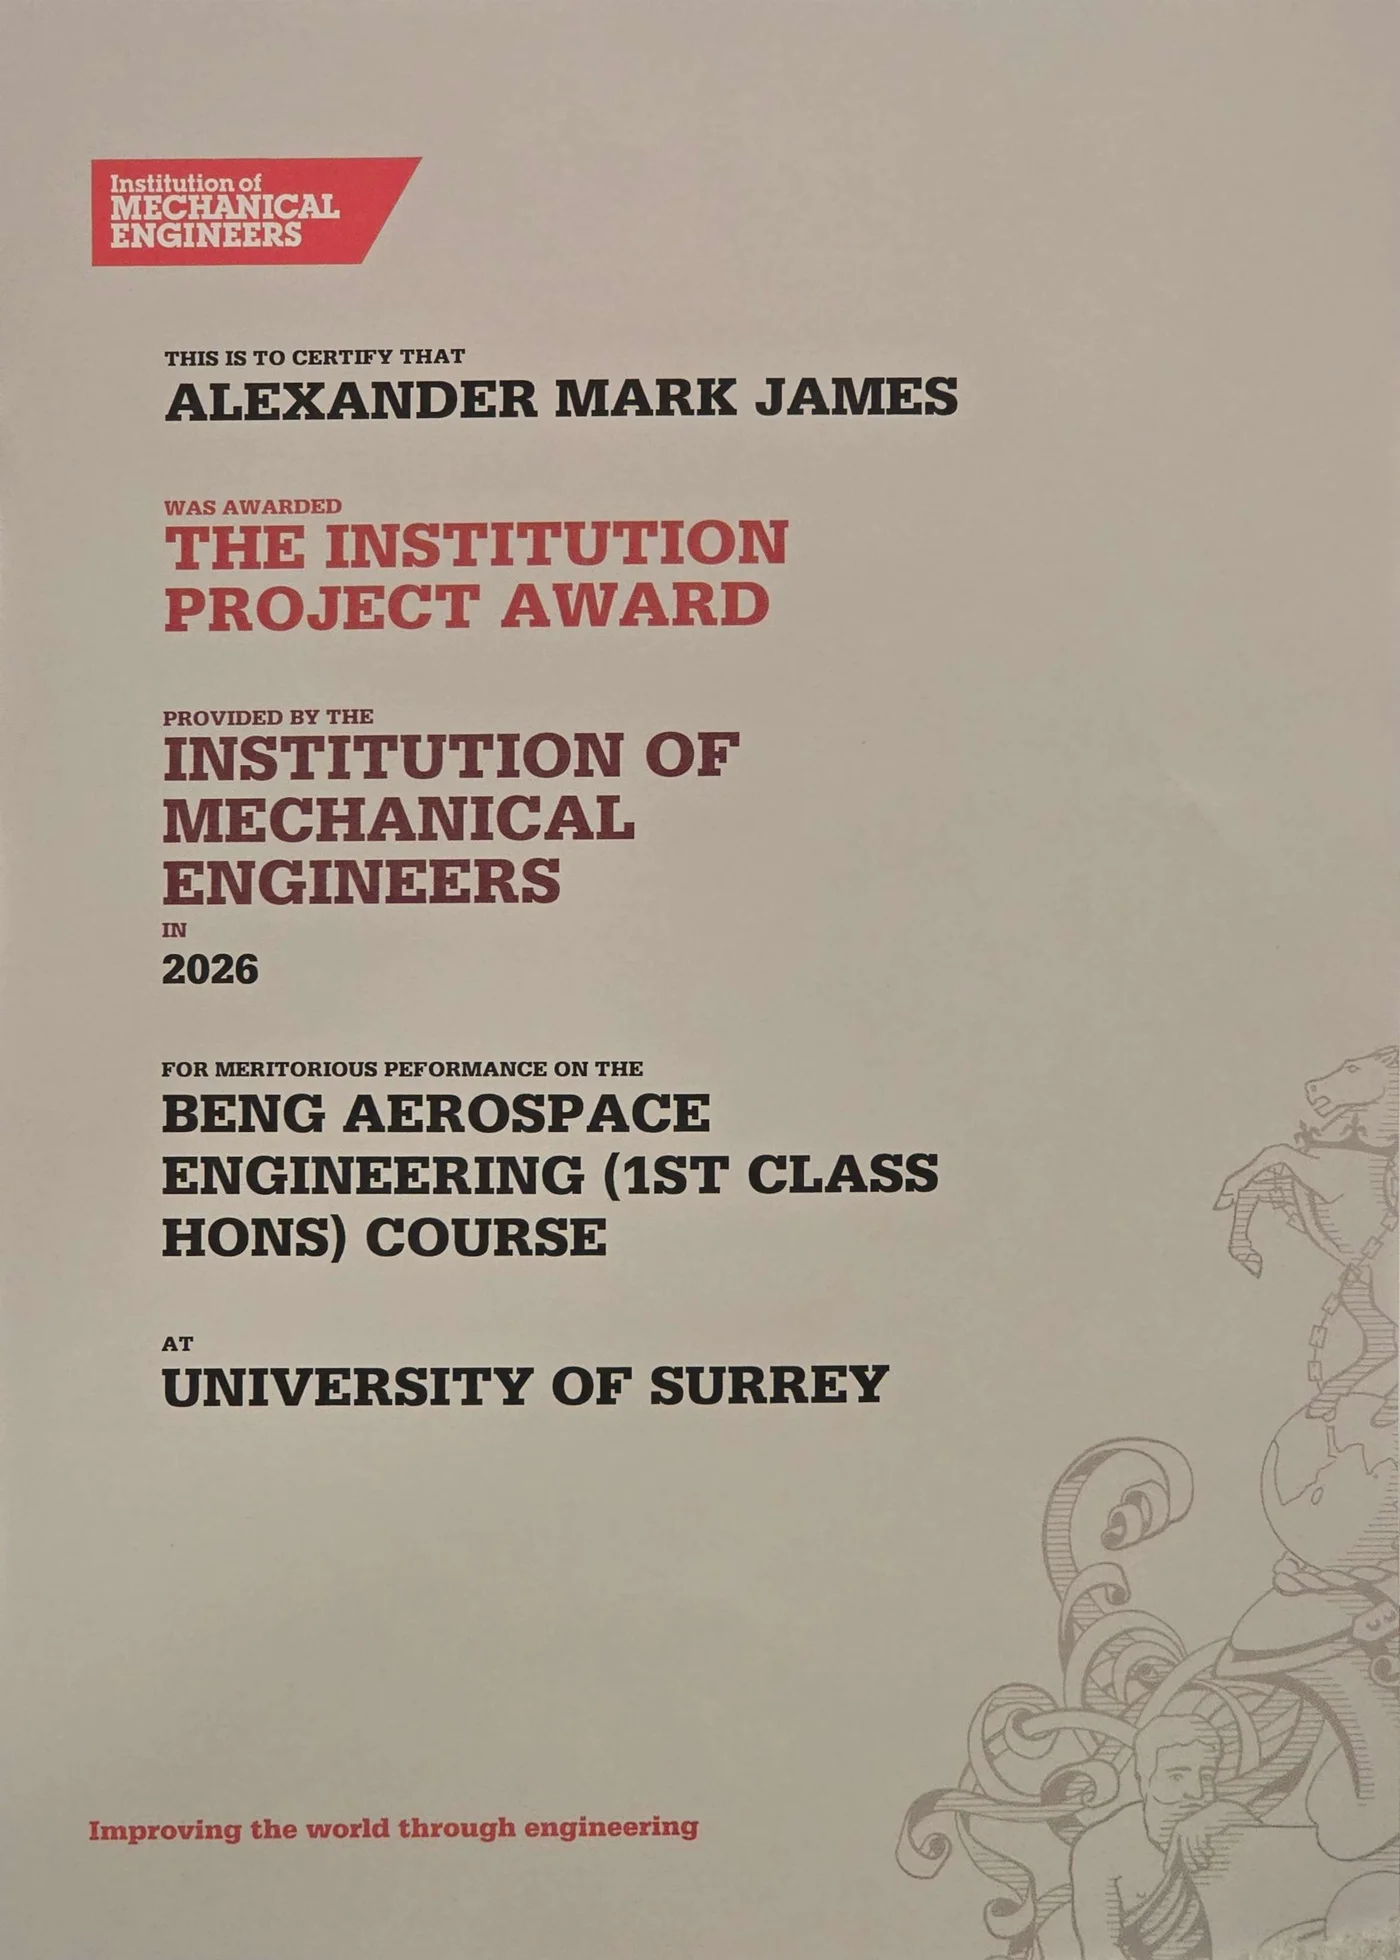 Institution of
MECHANICAL
ENGINEERS
THIS IS TO CERTIFY THAT
ALEXANDER MARK JAMES
WAS AWARDED
THE INSTITUTION
PROJECT AWARD
PROVIDED BY THE
INSTITUTION OF
MECHANICAL
ENGINEERS
IN
2026
FOR MERITORIOUS PEFORMANCE ON THE
BENG AEROSPACE
ENGINEERING (1ST CLASS
HONS) COURSE
AT
UNIVERSITY OF SURREY
Improving the world through engineering